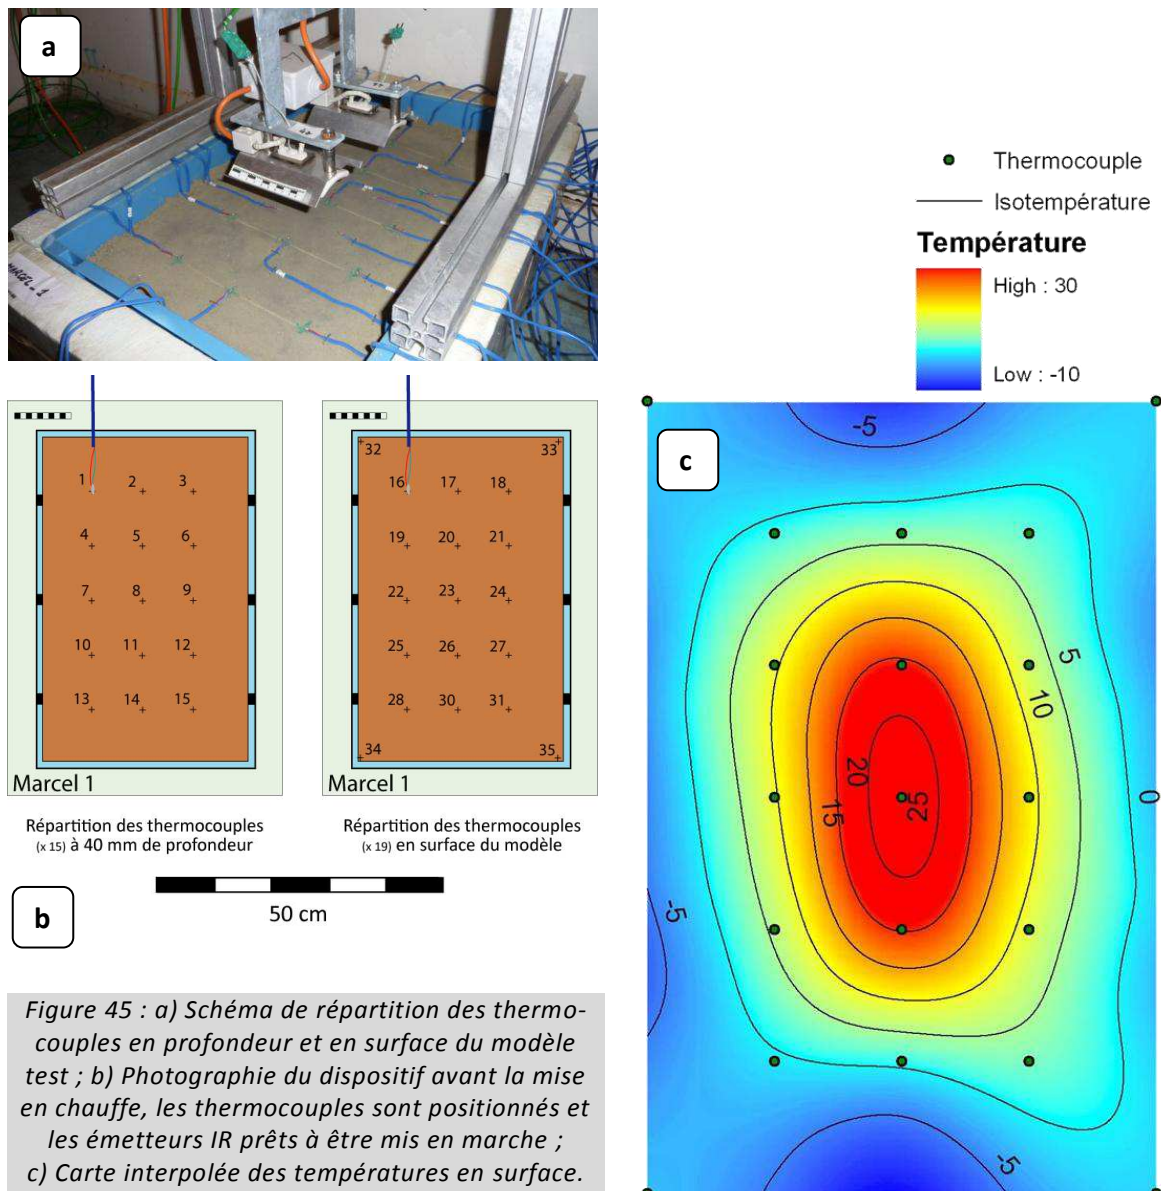 a
MARCEL-1
Thermocouple
Isotempérature
Température
High : 30
Low : -10
32
33
1
2
3
16
17
18
4
5
6
19
20
21
7
8
9
22
23
24
10
11
12
25
26
27
13
14
15
28
30
31
34
35
Marcel 1
Marcel 1
Répartition des thermocouples
(x 15) à 40 mm de profondeur
Répartition des thermocouples
(x 19) en surface du modèle
50 cm
b
Figure 45 : a) Schéma de répartition des thermo-
couples en profondeur et en surface du modèle
test ; b) Photographie du dispositif avant la mise
en chauffe, les thermocouples sont positionnés et
les émetteurs IR prêts à être mis en marche ;
c) Carte interpolée des températures en surface.
c
-5
5
10
20
15
25
0
-5
-5